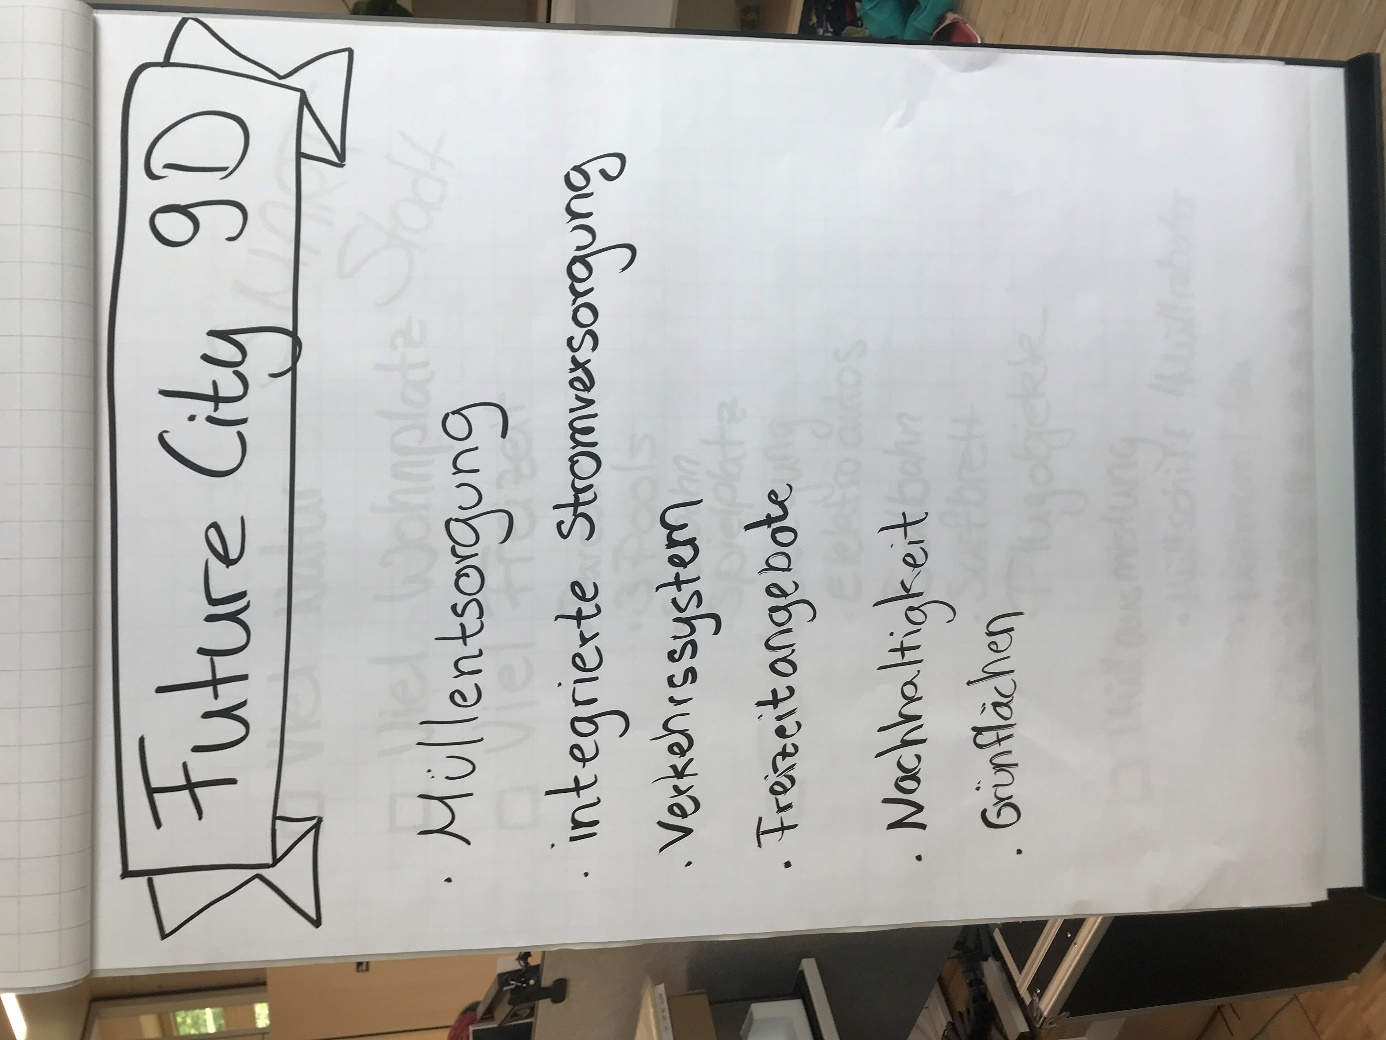 Future City 9D
· Müllentsorgung
· integrierte Stromversorgung
· Verkehrssystem
· Freizeitangebote
· Nachhaltigkeit
· Grünflächen